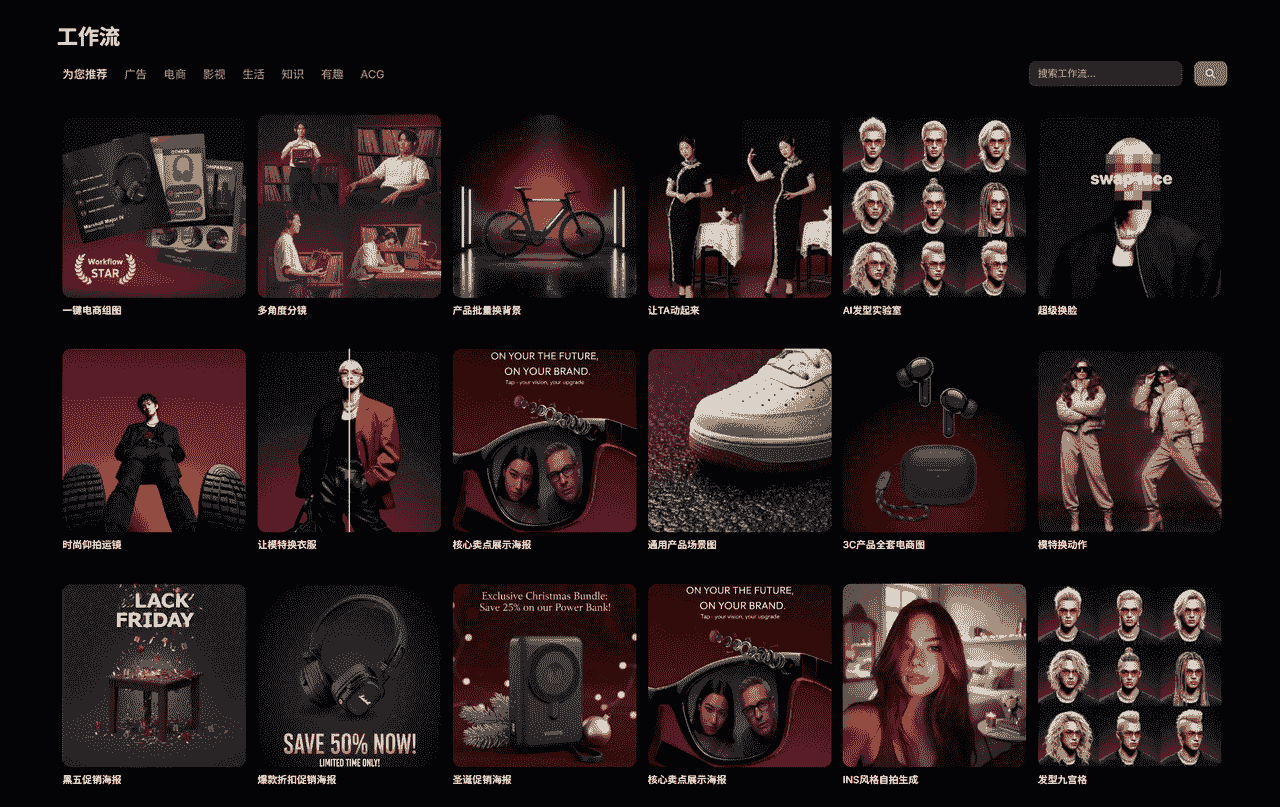 工作流
为您推荐 广告 电商 影视 生活 知识 有趣 ACG
搜索工作流...
OTHERS
COMPANION
Marshall Major IV
Workflow
STAR
swap face
一键电商组图
多角度分镜
产品批量换背景
让TA动起来
AI发型实验室
超级换脸
ON YOUR THE FUTURE,
ON YOUR BRAND.
Tap - your vision, your upgrade
时尚仰拍运镜
让模特换衣服
核心卖点展示海报
通用产品场景图
3C产品全套电商图
模特换动作
LACK
FRIDAY
SAVE 50% NOW!
LIMITED TIME ONLY!
Exclusive Christmas Bundle:
Save 25% on our Power Bank!
ON YOUR THE FUTURE,
ON YOUR BRAND.
Tap - your vision, your upgrade
黑五促销海报
爆款折扣促销海报
圣诞促销海报
核心卖点展示海报
INS风格自拍生成
发型九宫格